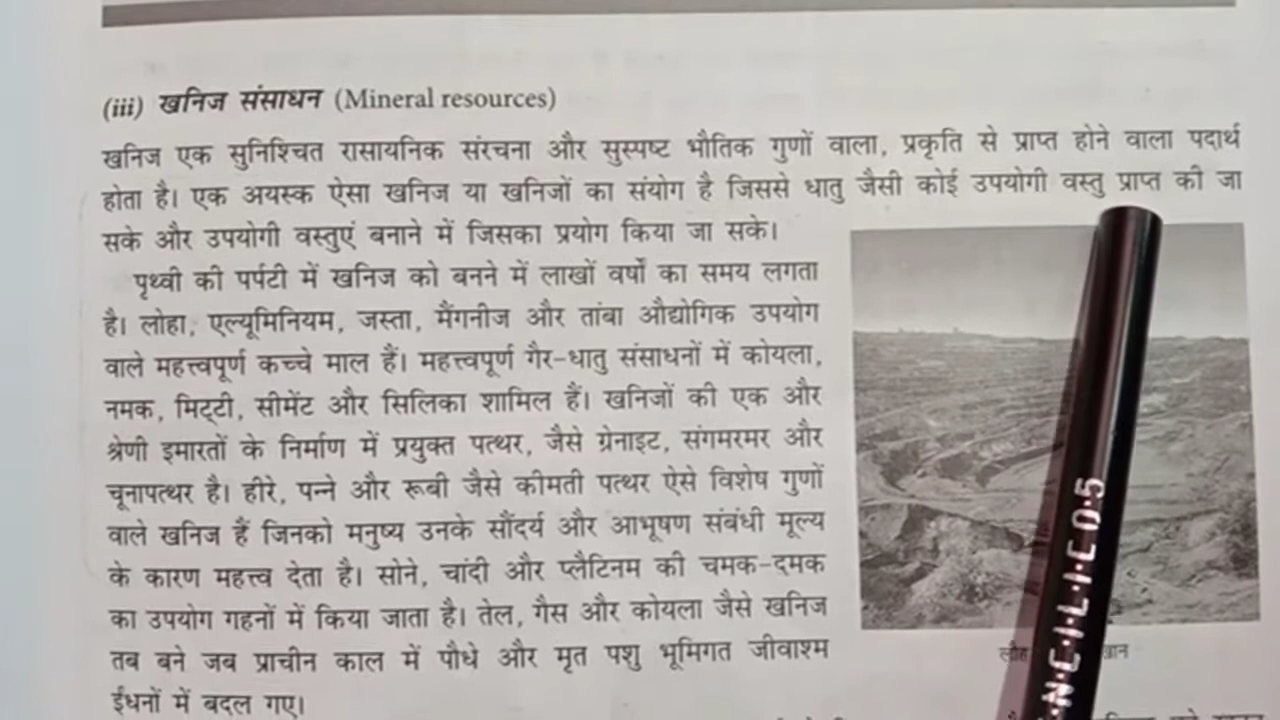 (iii) खनिज संसाधन (Mineral resources)
खनिज एक सुनिश्चित रासायनिक संरचना और सुस्पष्ट भौतिक गुणों वाला, प्रकृति से प्राप्त होने वाला पदार्थ
होता है। एक अयस्क ऐसा खनिज या खनिजों का संयोग है जिससे धातु जैसी कोई उपयोगी वस्तु प्राप्त की जा
सके और उपयोगी वस्तुएं बनाने में जिसका प्रयोग किया जा सके।
पृथ्वी की पर्पटी में खनिज को बनने में लाखों वर्षों का समय लगता
है। लोहा, एल्यूमिनियम, जस्ता, मैंगनीज और तांबा औद्योगिक उपयोग
वाले महत्त्वपूर्ण कच्चे माल हैं। महत्त्वपूर्ण गैर-धातु संसाधनों में कोयला,
नमक, मिट्टी, सीमेंट और सिलिका शामिल हैं। खनिजों की एक और
श्रेणी इमारतों के निर्माण में प्रयुक्त पत्थर, जैसे ग्रेनाइट, संगमरमर और
चूनापत्थर है। हीरे, पन्ने और रूबी जैसे कीमती पत्थर ऐसे विशेष गुणों
वाले खनिज हैं जिनको मनुष्य उनके सौंदर्य और आभूषण संबंधी मूल्य
के कारण महत्त्व देता है। सोने, चांदी और प्लैटिनम की चमक-दमक
का उपयोग गहनों में किया जाता है। तेल, गैस और कोयला जैसे खनिज
तब बने जब प्राचीन काल में पौधे और मृत पशु भूमिगत जीवाश्म
ईंधनों में बदल गए।
लौह खान
N·C·I·L·I·C·D·5